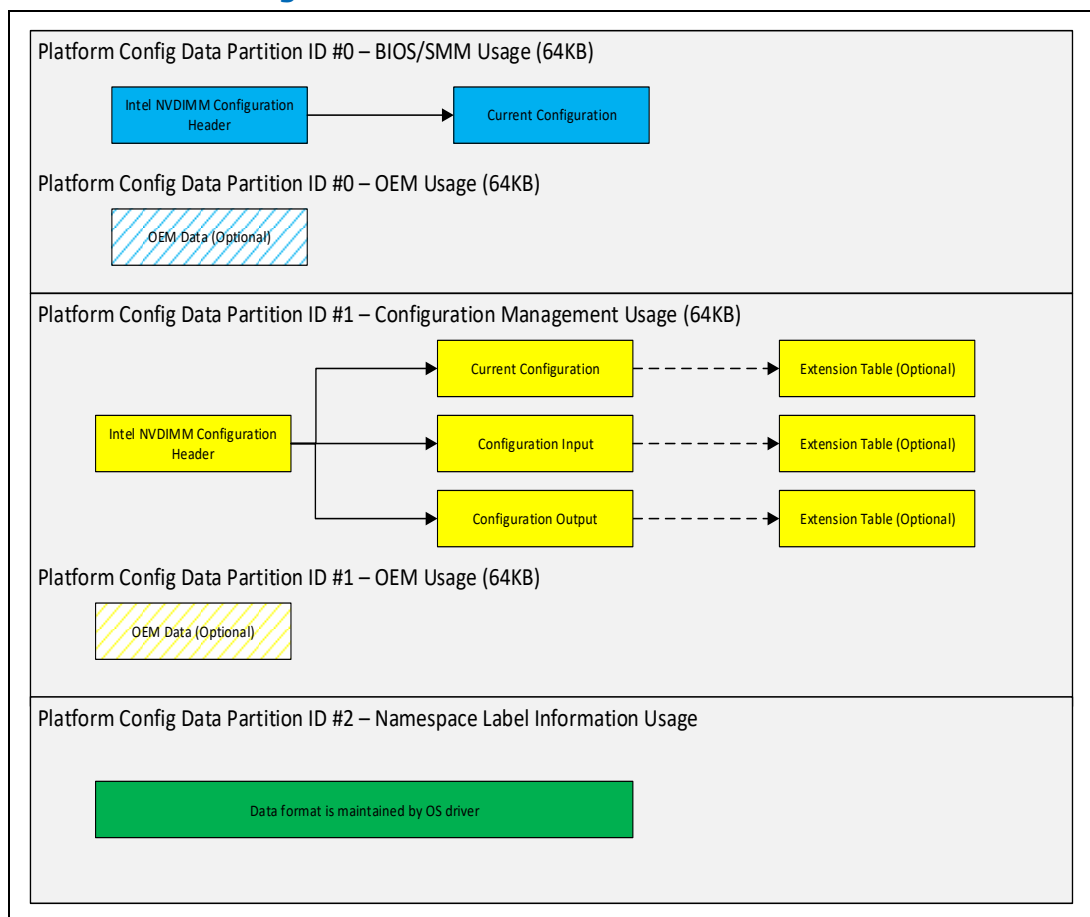 Platform Config Data Partition ID #0 – BIOS/SMM Usage (64KB)
Intel NVDIMM Configuration
Header
Current Configuration
Platform Config Data Partition ID #0 – OEM Usage (64KB)
OEM Data (Optional)
Platform Config Data Partition ID #1 – Configuration Management Usage (64KB)
Current Configuration
Extension Table (Optional)
Intel NVDIMM Configuration
Header
Configuration Input
Extension Table (Optional)
Configuration Output
Extension Table (Optional)
Platform Config Data Partition ID #1 – OEM Usage (64KB)
OEM Data (Optional)
Platform Config Data Partition ID #2 – Namespace Label Information Usage
Data format is maintained by OS driver